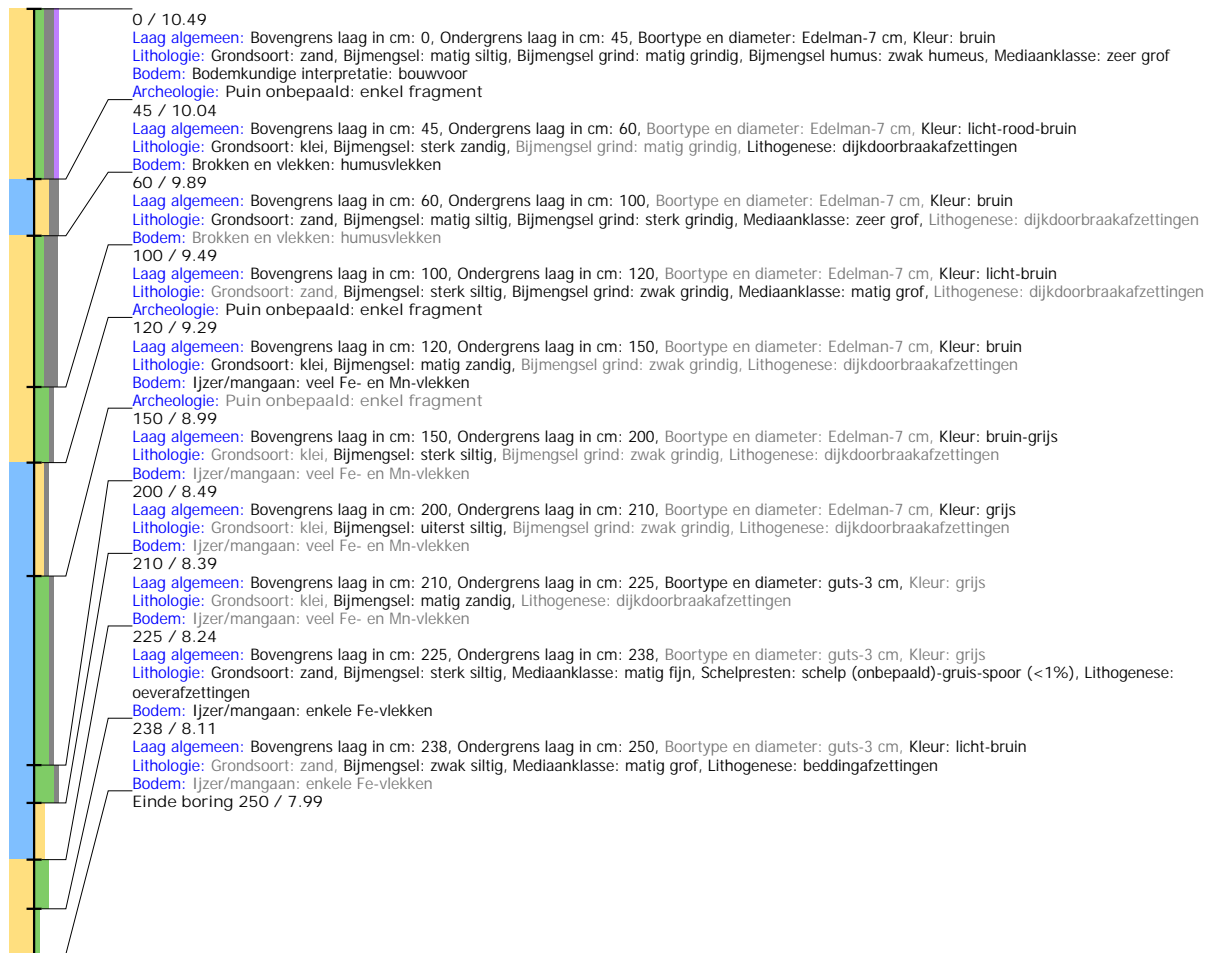 0 / 10.49
Laag algemeen: Bovengrens laag in cm: 0, Ondergrens laag in cm: 45, Boortype en diameter: Edelman-7 cm, Kleur: bruin
Lithologie: Grondsoort: zand, Bijmengsel: matig siltig, Bijmengsel grind: matig grindig, Bijmengsel humus: zwak humeus, Mediaanklasse: zeer grof
Bodem: Bodemkundige interpretatie: bouwvoor
Archeologie: Puin onbepaald: enkel fragment
45 / 10.04
Laag algemeen: Bovengrens laag in cm: 45, Ondergrens laag in cm: 60, Boortype en diameter: Edelman-7 cm, Kleur: licht-rood-bruin
Lithologie: Grondsoort: klei, Bijmengsel: sterk zandig, Bijmengsel grind: matig grindig, Lithogenese: dijkdoorbraakafzettingen
Bodem: Brokken en vlekken: humusvlekken
60 / 9.89
Laag algemeen: Bovengrens laag in cm: 60, Ondergrens laag in cm: 100, Boortype en diameter: Edelman-7 cm, Kleur: bruin
Lithologie: Grondsoort: zand, Bijmengsel: matig siltig, Bijmengsel grind: sterk grindig, Mediaanklasse: zeer grof, Lithogenese: dijkdoorbraakafzettingen
Bodem: Brokken en vlekken: humusvlekken
100 / 9.49
Laag algemeen: Bovengrens laag in cm: 100, Ondergrens laag in cm: 120, Boortype en diameter: Edelman-7 cm, Kleur: licht-bruin
Lithologie: Grondsoort: zand, Bijmengsel: sterk siltig, Bijmengsel grind: zwak grindig, Mediaanklasse: matig grof, Lithogenese: dijkdoorbraakafzettingen
Archeologie: Puin onbepaald: enkel fragment
120 / 9.29
Laag algemeen: Bovengrens laag in cm: 120, Ondergrens laag in cm: 150, Boortype en diameter: Edelman-7 cm, Kleur: bruin
Lithologie: Grondsoort: klei, Bijmengsel: matig zandig, Bijmengsel grind: zwak grindig, Lithogenese: dijkdoorbraakafzettingen
Bodem: Ijzer/mangaan: veel Fe- en Mn-vlekken
Archeologie: Puin onbepaald: enkel fragment
150 / 8.99
Laag algemeen: Bovengrens laag in cm: 150, Ondergrens laag in cm: 200, Boortype en diameter: Edelman-7 cm, Kleur: bruin-grijs
Lithologie: Grondsoort: klei, Bijmengsel: sterk siltig, Bijmengsel grind: zwak grindig, Lithogenese: dijkdoorbraakafzettingen
Bodem: Ijzer/mangaan: veel Fe- en Mn-vlekken
200 / 8.49
Laag algemeen: Bovengrens laag in cm: 200, Ondergrens laag in cm: 210, Boortype en diameter: Edelman-7 cm, Kleur: grijs
Lithologie: Grondsoort: klei, Bijmengsel: uiterst siltig, Bijmengsel grind: zwak grindig, Lithogenese: dijkdoorbraakafzettingen
Bodem: Ijzer/mangaan: veel Fe- en Mn-vlekken
210 / 8.39
Laag algemeen: Bovengrens laag in cm: 210, Ondergrens laag in cm: 225, Boortype en diameter: guts-3 cm, Kleur: grijs
Lithologie: Grondsoort: klei, Bijmengsel: matig zandig, Lithogenese: dijkdoorbraakafzettingen
Bodem: Ijzer/mangaan: veel Fe- en Mn-vlekken
225 / 8.24
Laag algemeen: Bovengrens laag in cm: 225, Ondergrens laag in cm: 238, Boortype en diameter: guts-3 cm, Kleur: grijs
Lithologie: Grondsoort: zand, Bijmengsel: sterk siltig, Mediaanklasse: matig fijn, Schelpresten: schelp (onbepaald)-gruis-spoor (<1%), Lithogenese:
oeverafzettingen
Bodem: Ijzer/mangaan: enkele Fe-vlekken
238 / 8.11
Laag algemeen: Bovengrens laag in cm: 238, Ondergrens laag in cm: 250, Boortype en diameter: guts-3 cm, Kleur: licht-bruin
Lithologie: Grondsoort: zand, Bijmengsel: zwak siltig, Mediaanklasse: matig grof, Lithogenese: beddingafzettingen
Bodem: Ijzer/mangaan: enkele Fe-vlekken
Einde boring 250 / 7.99